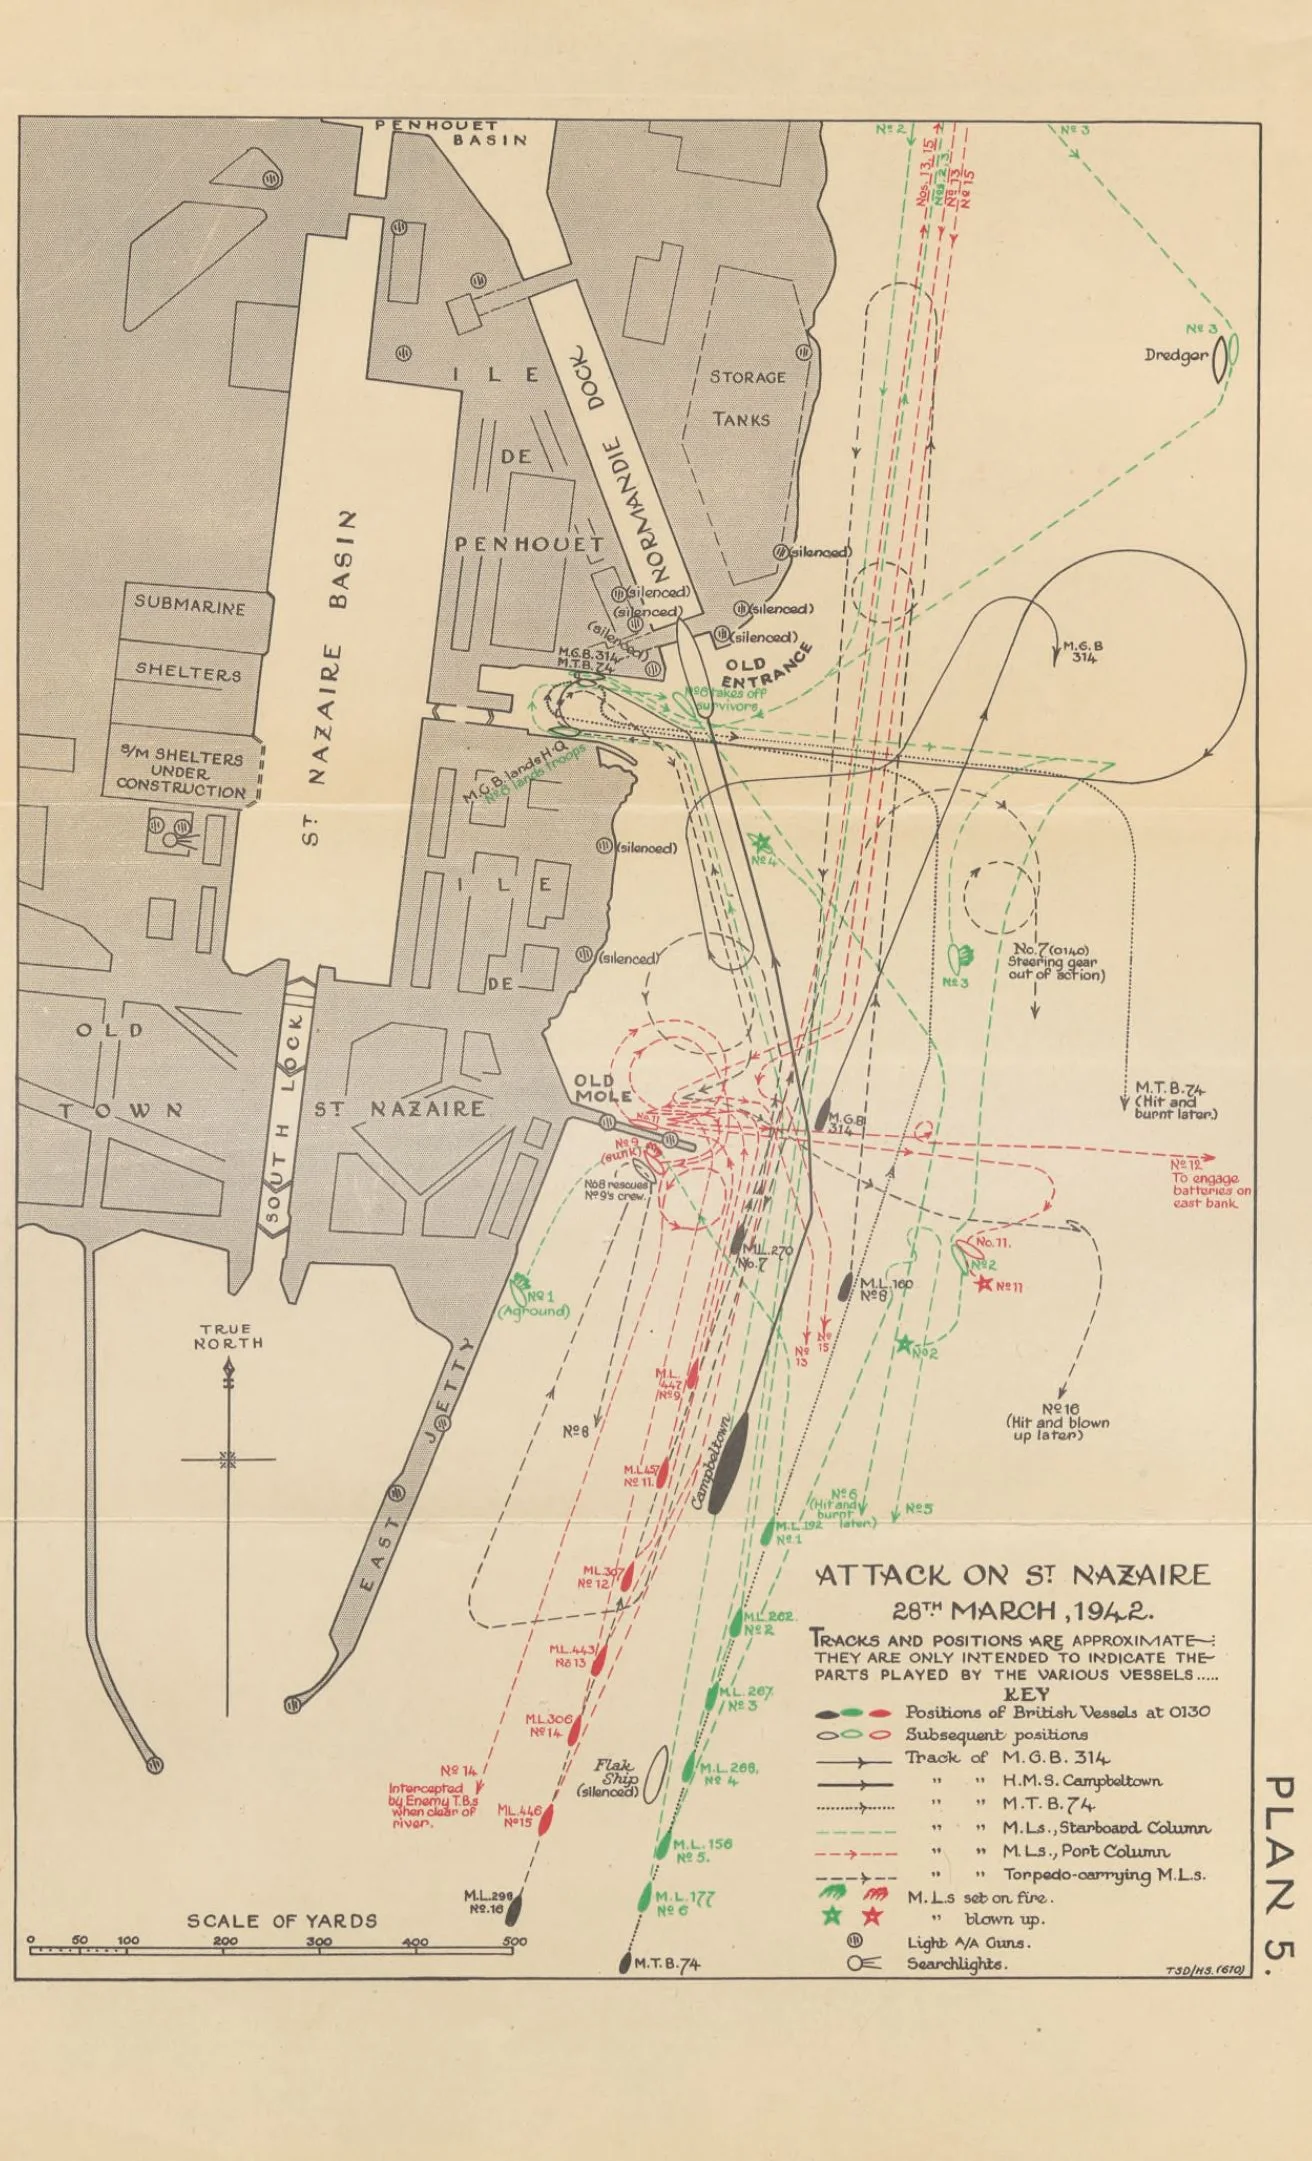 PENHOUET
BASIN
Nº 2
Nos. 13, 15.
Nos. 2, 3.
Nº 13
Nº 15
Nº 3
Nº 3
Dredger
ILE
DE
PENHOUET
NORMANDIE DOCK
STORAGE
TANKS
(silenced)
(silenced)
(silenced)
(silenced)
(silenced)
(silenced)
M.G.B. 314
M.T.B. 74
OLD
ENTRANCE
Nº 6 takes off
survivors
M.G.B
314
SUBMARINE
SHELTERS
S/M SHELTERS
UNDER
CONSTRUCTION
ST NAZAIRE BASIN
M.G.B. lands H.Q.
Nº 6 lands troops
(silenced)
Nº 4
ILE
DE
ST NAZAIRE
(silenced)
Nº 3
No. 7 (0140)
Steering gear
out of action)
OLD
TOWN
SOUTH LOCK
OLD
MOLE
Nº 11
Nº 9
(sunk)
No 8 rescues
Nº 9's crew.
M.G.B
314
M.T.B. 74
(Hit and
burnt later)
Nº 12
To engage
batteries on
east bank
M.L. 270
No. 7
M.L. 160
Nº 8
No. 11.
Nº 2
Nº 11
Nº 2
Nº 1
(Aground)
Nº 13
Nº 15
Nº 16
(Hit and blown
up later)
TRUE
NORTH
EAST JETTY
Nº 8
M.L.
447
Nº 9
M.L. 457
Nº 11.
Campbeltown
M.L. 192
Nº 1
Nº 6
(Hit and
burnt
later)
Nº 5
M.L. 307
Nº 12
M.L. 262.
Nº 2
M.L. 443
No 13
M.L. 267.
Nº 3
M.L. 306
Nº 14
M.L. 268,
Nº 4
Flak
Ship
(silenced)
Nº 14
Intercepted
by Enemy T.B.s
when clear of
river.
M.L. 446
Nº 15
M.L. 156
Nº 5.
M.L. 298
Nº. 16
M.L. 177
Nº 6
M.T.B. 74
SCALE OF YARDS
0 50 100 200 300 400 500
ATTACK ON ST NAZAIRE
28TH MARCH, 1942.
TRACKS AND POSITIONS ARE APPROXIMATE:
THEY ARE ONLY INTENDED TO INDICATE THE
PARTS PLAYED BY THE VARIOUS VESSELS.....
KEY
Positions of British Vessels at 0130
Subsequent positions
Track of M.G.B. 314
" " H.M.S. Campbeltown
" " M.T.B. 74
" " M.Ls., Starboard Column
" " M.Ls., Port Column
" " Torpedo-carrying M.Ls.
M.L.s set on fire.
" blown up.
Light A/A Guns.
Searchlights.
TSD/HS. (610)
PLAN 5.